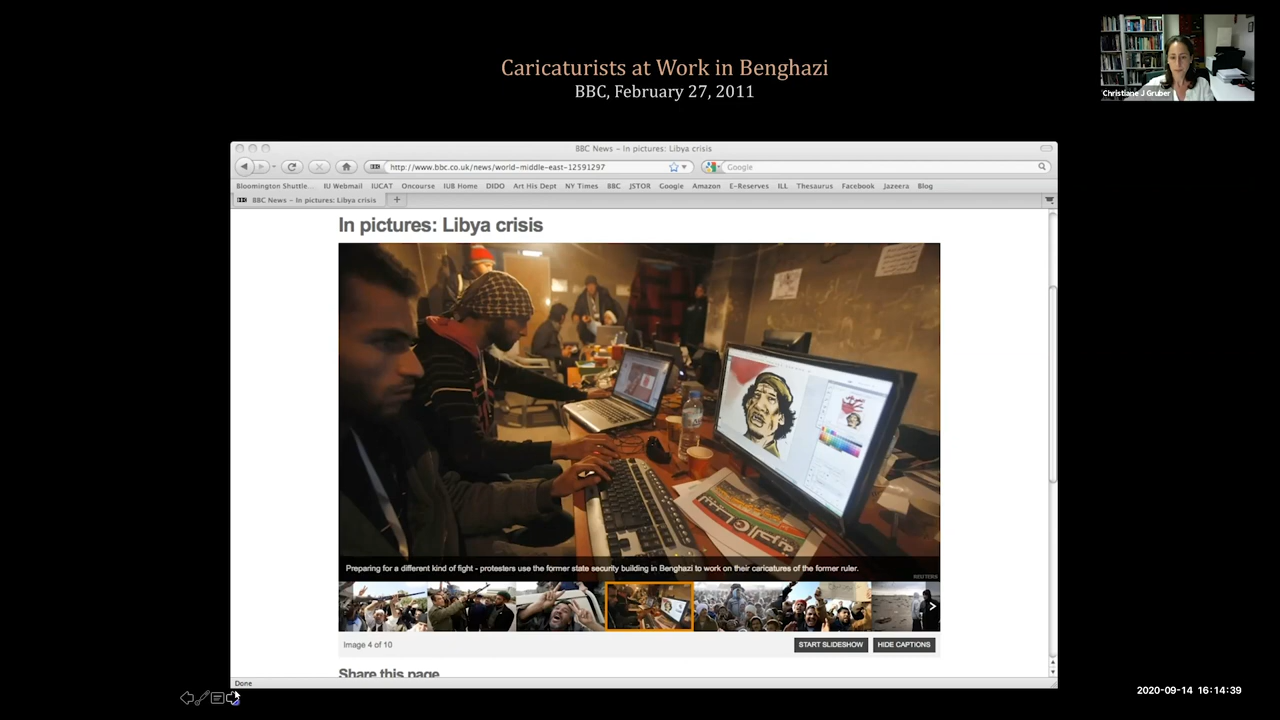 Caricaturists at Work in Benghazi
BBC, February 27, 2011
Christiane J Gruber
BBC News - In pictures: Libya crisis
http://www.bbc.co.uk/news/world-middle-east-12591297
Google
Bloomington Shuttle... IU Webmail IUCAT Oncourse IUB Home DIDO Art His Dept NY Times BBC JSTOR Google Amazon E-Reserves ILL Thesaurus Facebook Jazeera Blog
BBC News - In pictures: Libya crisis
In pictures: Libya crisis
Preparing for a different kind of fight - protesters use the former state security building in Benghazi to work on their caricatures of the former ruler.
REUTERS
Image 4 of 10
START SLIDESHOW
HIDE CAPTIONS
Share this page
Done
2020-09-14 16:14:39